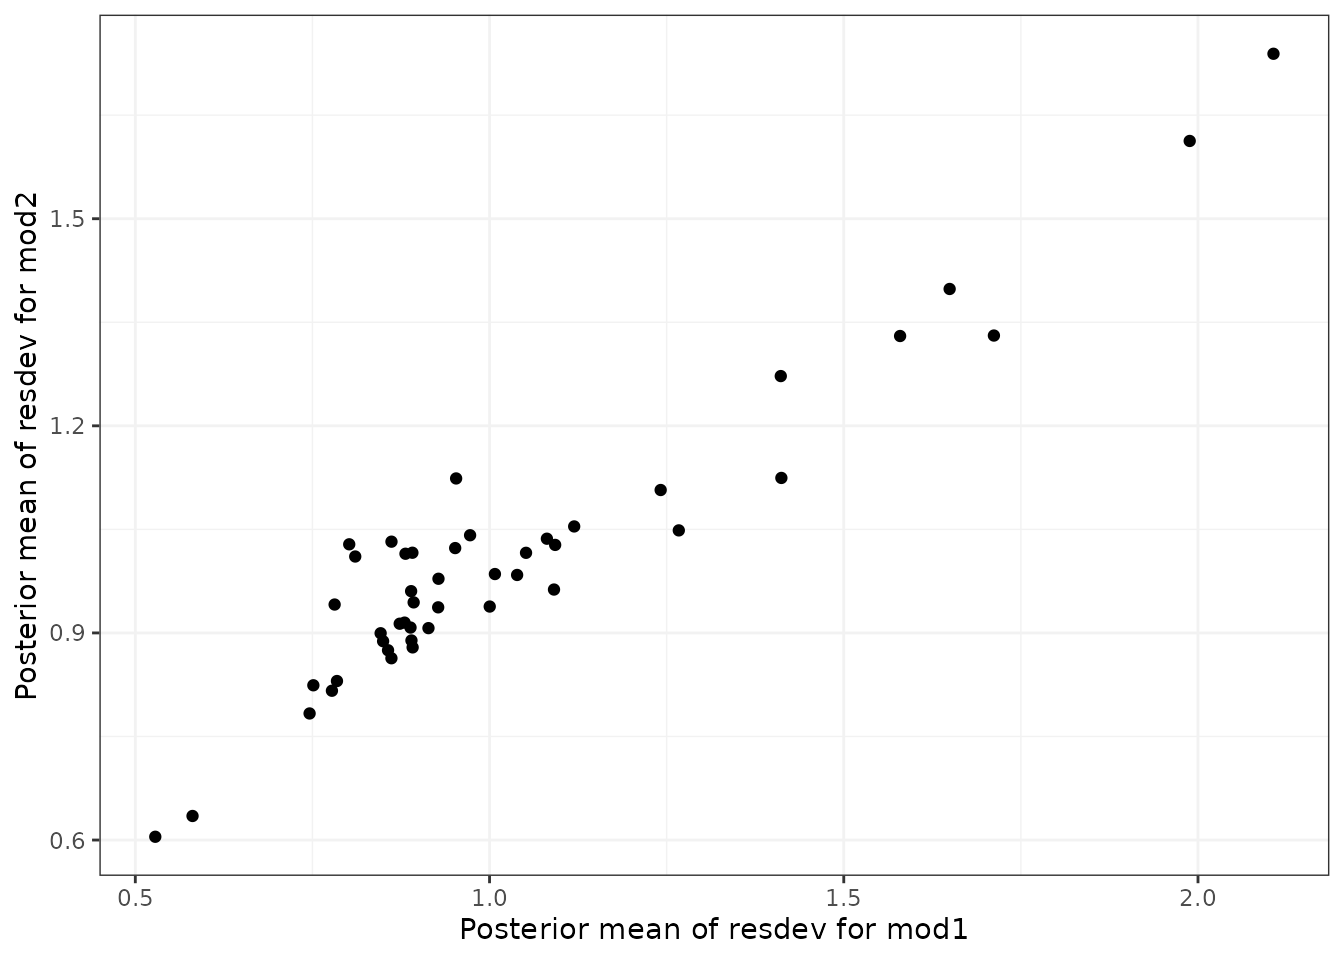 Posterior mean of resdev for mod2
1.5
1.2
0.9
0.6
0.5 1.0 1.5 2.0
Posterior mean of resdev for mod1